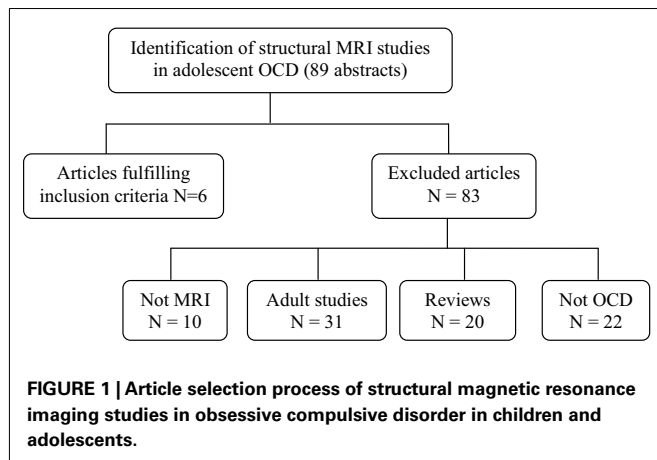 Identification of structural MRI studies
in adolescent OCD (89 abstracts)
Articles fulfilling
inclusion criteria N=6
Excluded articles
N = 83
Not MRI
N = 10
Adult studies
N = 31
Reviews
N = 20
Not OCD
N = 22
FIGURE 1 | Article selection process of structural magnetic resonance
imaging studies in obsessive compulsive disorder in children and
adolescents.